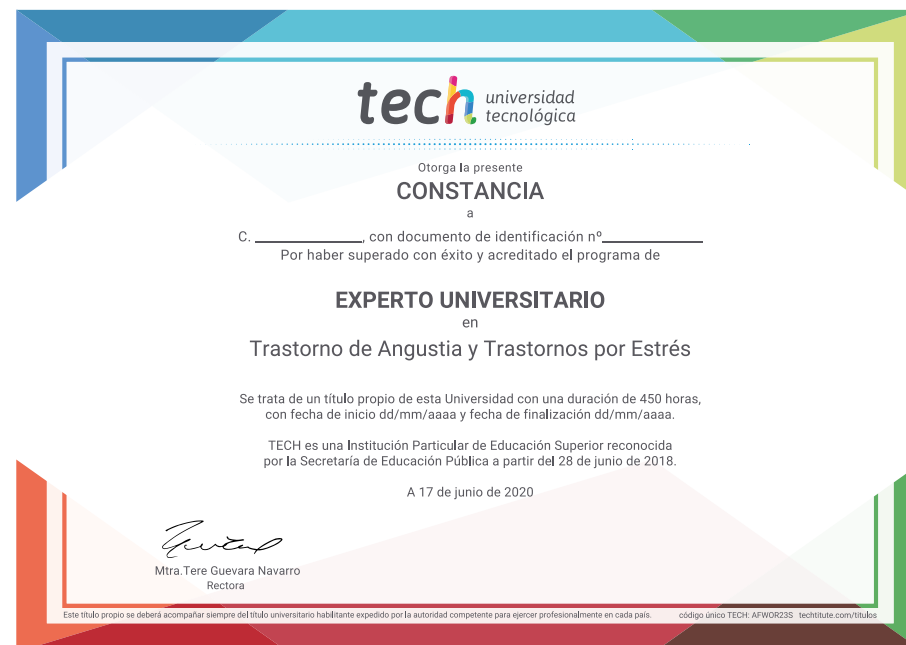 tech universidad
tecnológica
Otorga la presente
CONSTANCIA
a
C. ______________, con documento de identificación nº_____________
Por haber superado con éxito y acreditado el programa de
EXPERTO UNIVERSITARIO
en
Trastorno de Angustia y Trastornos por Estrés
Se trata de un título propio de esta Universidad con una duración de 450 horas,
con fecha de inicio dd/mm/aaaa y fecha de finalización dd/mm/aaaa.
TECH es una Institución Particular de Educación Superior reconocida
por la Secretaría de Educación Pública a partir del 28 de junio de 2018.
A 17 de junio de 2020
Mtra.Tere Guevara Navarro
Rectora
Este título propio se deberá acompañar siempre del título universitario habilitante expedido por la autoridad competente para ejercer profesionalmente en cada país. código único TECH: AFWOR23S techtitute.com/títulos